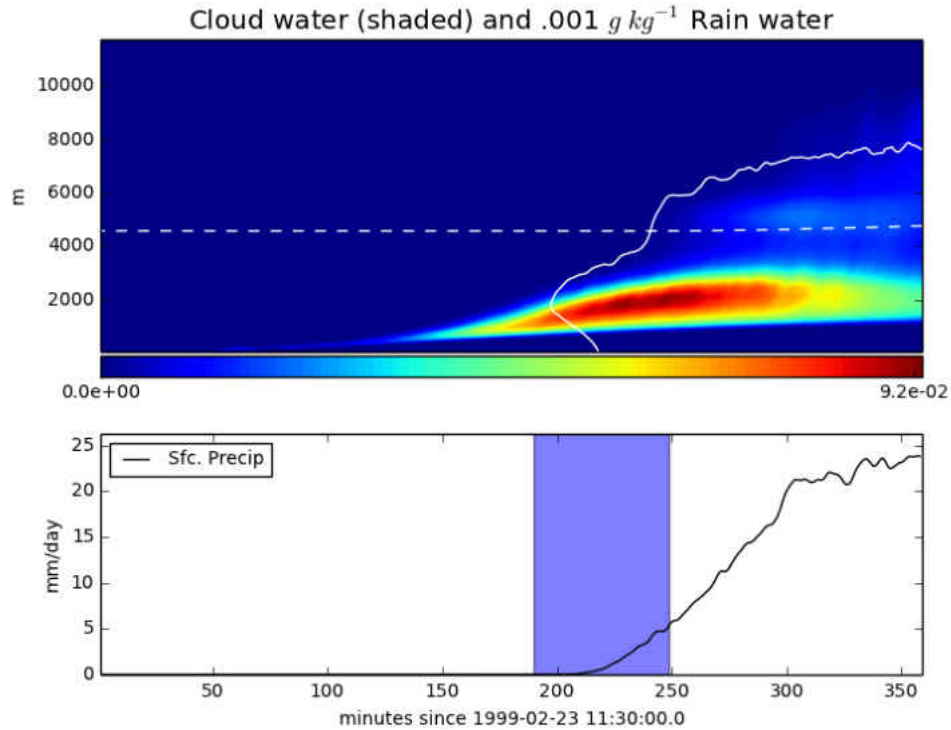 Cloud water (shaded) and .001 g kg⁻¹ Rain water
10000
8000
6000
4000
2000
m
0.0e+00
9.2e-02
25
20
15
10
5
0
mm/day
Sfc. Precip
50 100 150 200 250 300 350
minutes since 1999-02-23 11:30:00.0